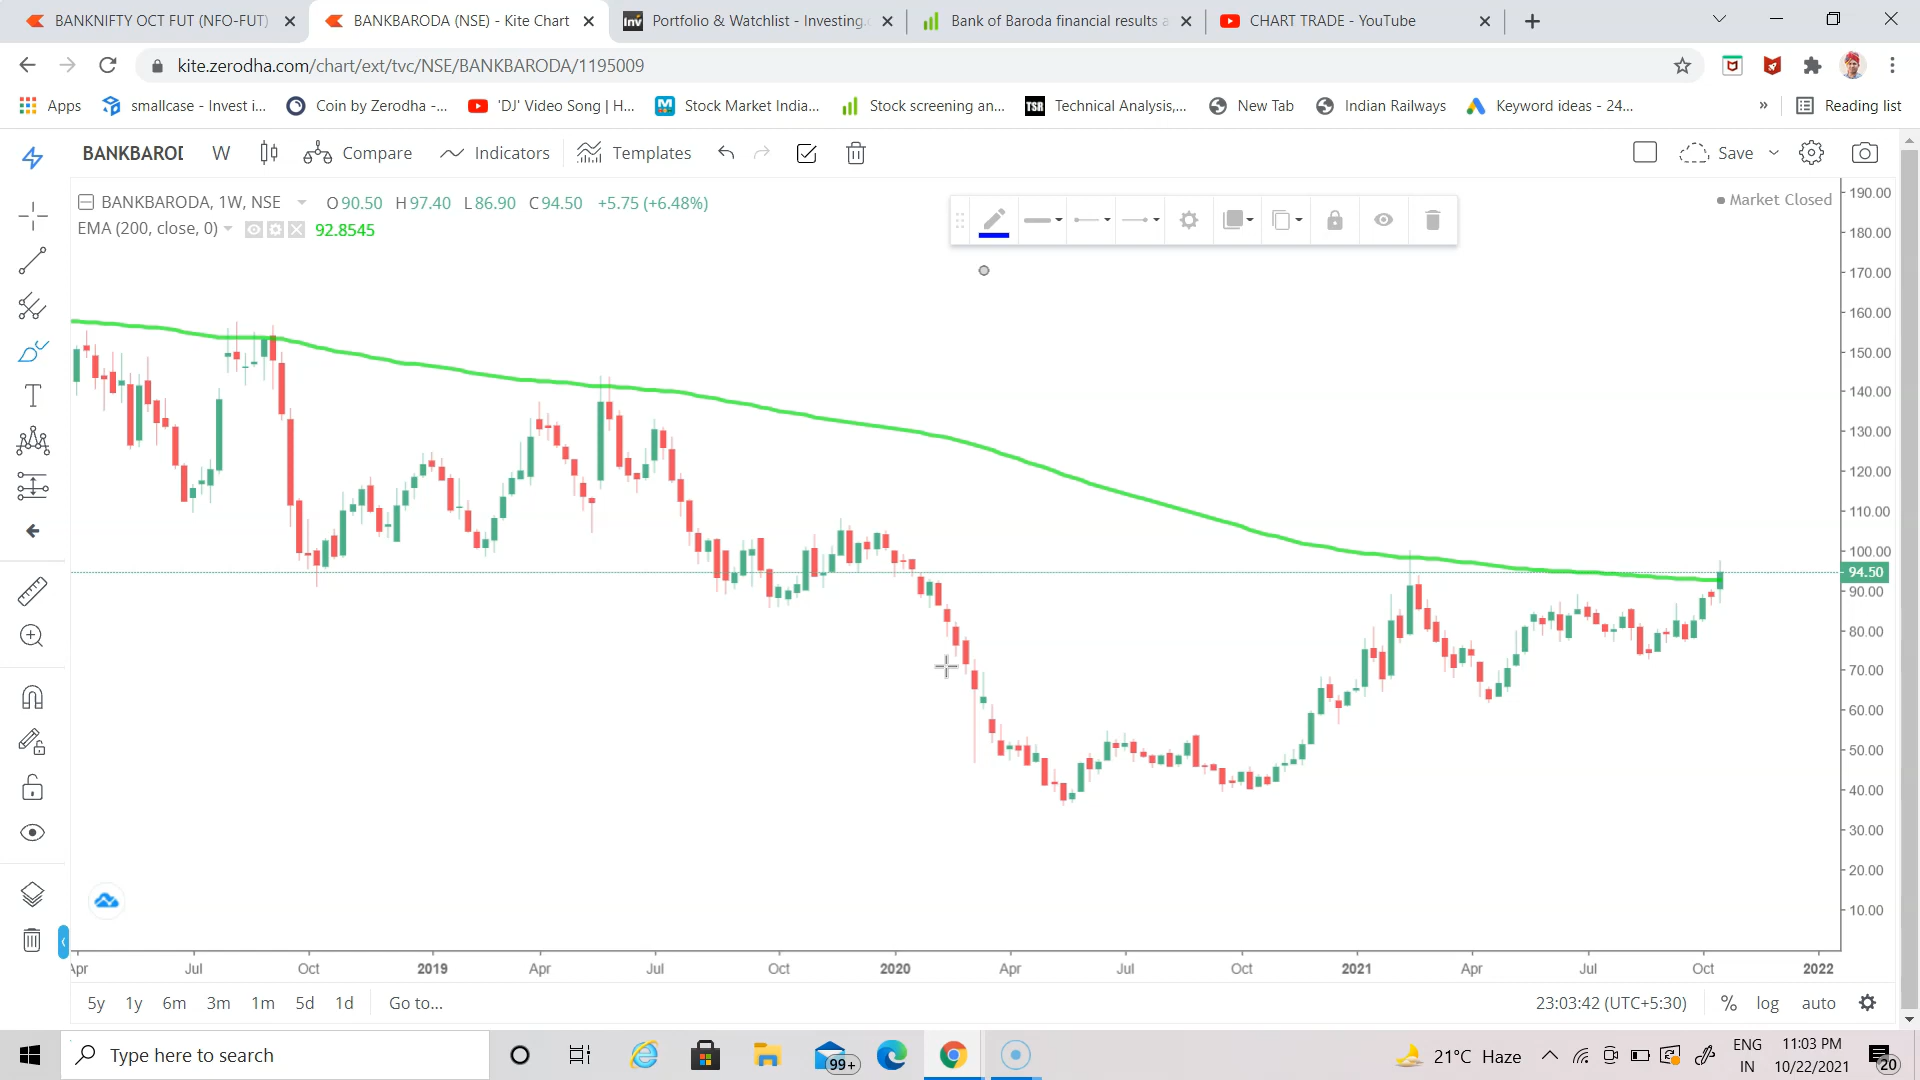 BANKNIFTY OCT FUT (NFO-FUT)
BANKBARODA (NSE) - Kite Chart
Portfolio & Watchlist - Investing.
Bank of Baroda financial results a
CHART TRADE - YouTube
kite.zerodha.com/chart/ext/tvc/NSE/BANKBARODA/1195009
Apps
smallcase - Invest i...
Coin by Zerodha -...
'DJ' Video Song | H...
Stock Market India...
Stock screening an...
TSR
Technical Analysis,...
New Tab
Indian Railways
Keyword ideas - 24...
»
Reading list
BANKBAROD
W
Compare
Indicators
Templates
Save
BANKBARODA, 1W, NSE
O90.50 H97.40 L86.90 C94.50 +5.75 (+6.48%)
Market Closed
EMA (200, close, 0)
92.8545
190.00
180.00
170.00
160.00
150.00
140.00
130.00
120.00
110.00
100.00
94.50
90.00
80.00
70.00
60.00
50.00
40.00
30.00
20.00
10.00
Apr Jul Oct 2019 Apr Jul Oct 2020 Apr Jul Oct 2021 Apr Jul Oct 2022
5y 1y 6m 3m 1m 5d 1d Go to...
23:03:42 (UTC+5:30) % log auto
Type here to search
99+
21°C Haze
ENG
IN
11:03 PM
10/22/2021
20